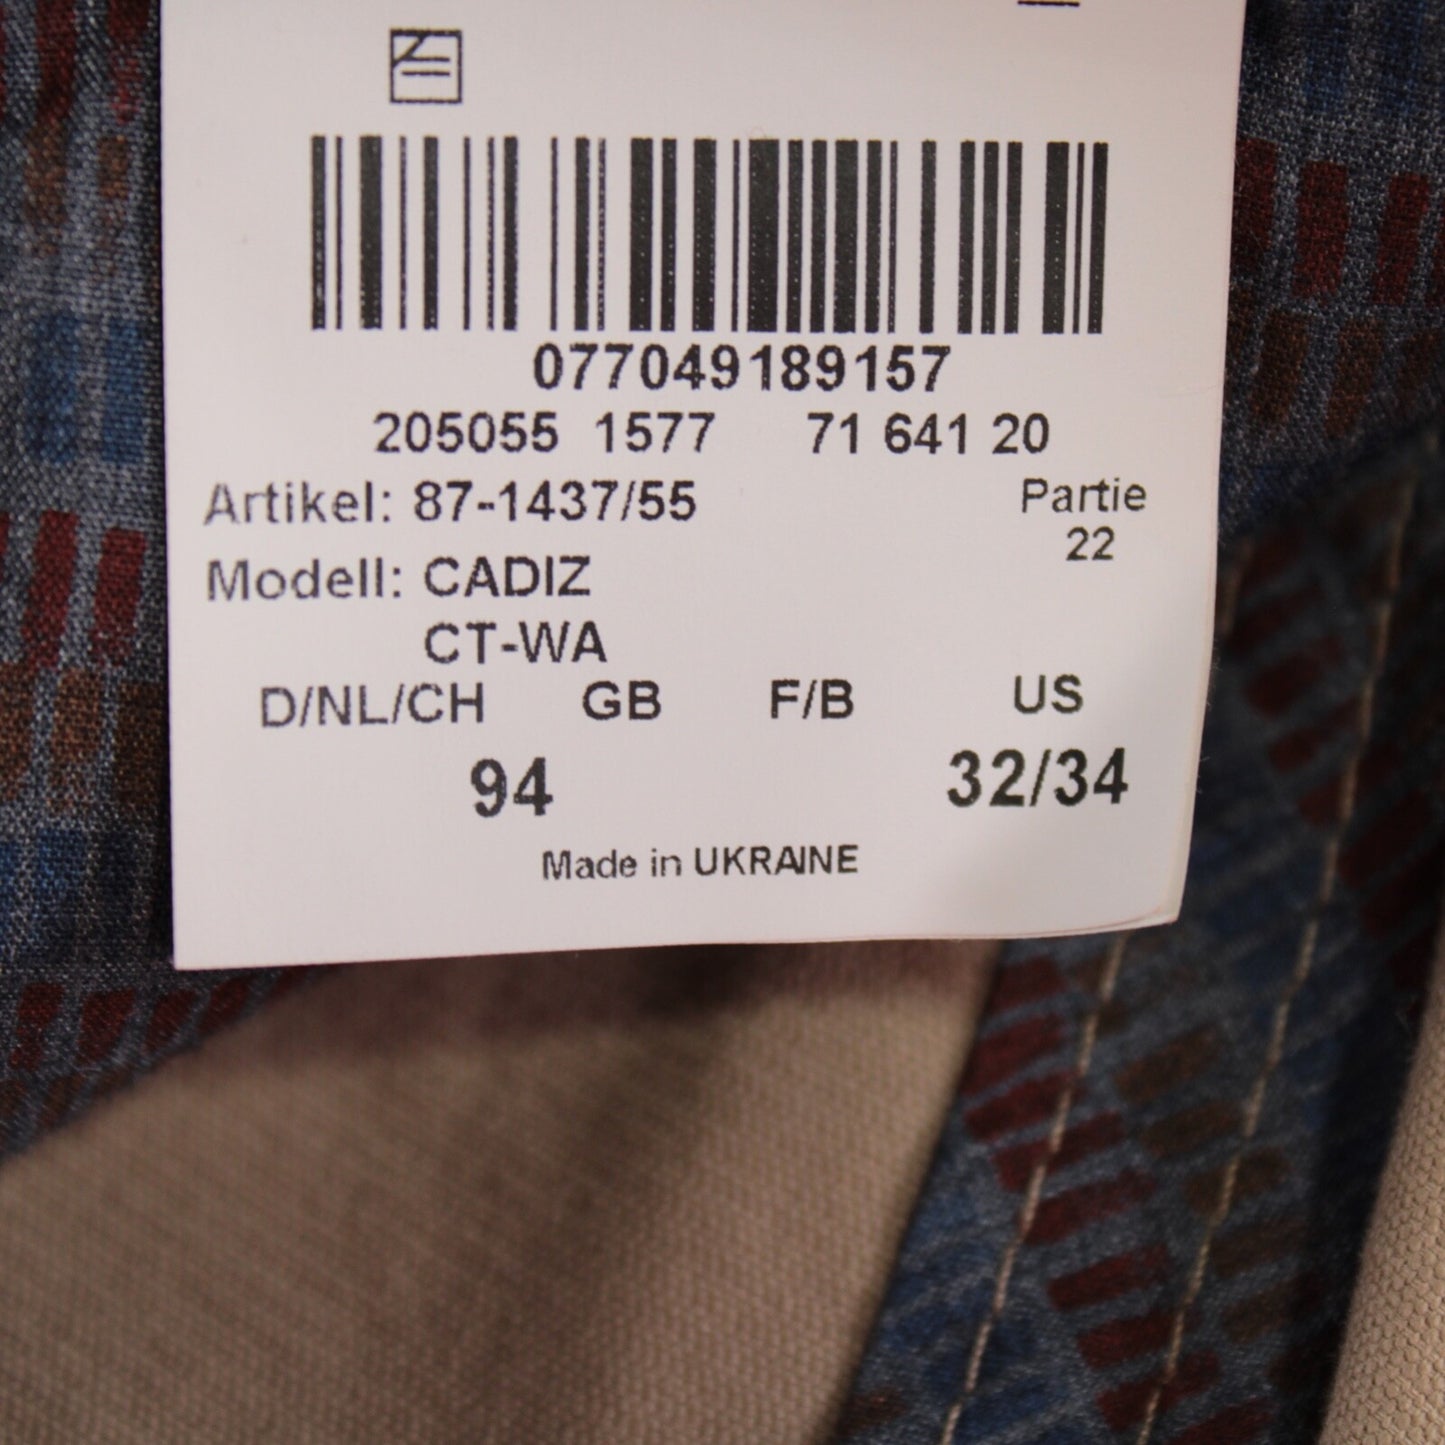 077049189157
205055 1577 71 641 20
Artikel: 87-1437/55
Partie
22
Modell: CADIZ
CT-WA
D/NL/CH GB F/B US
94 32/34
Made in UKRAINE